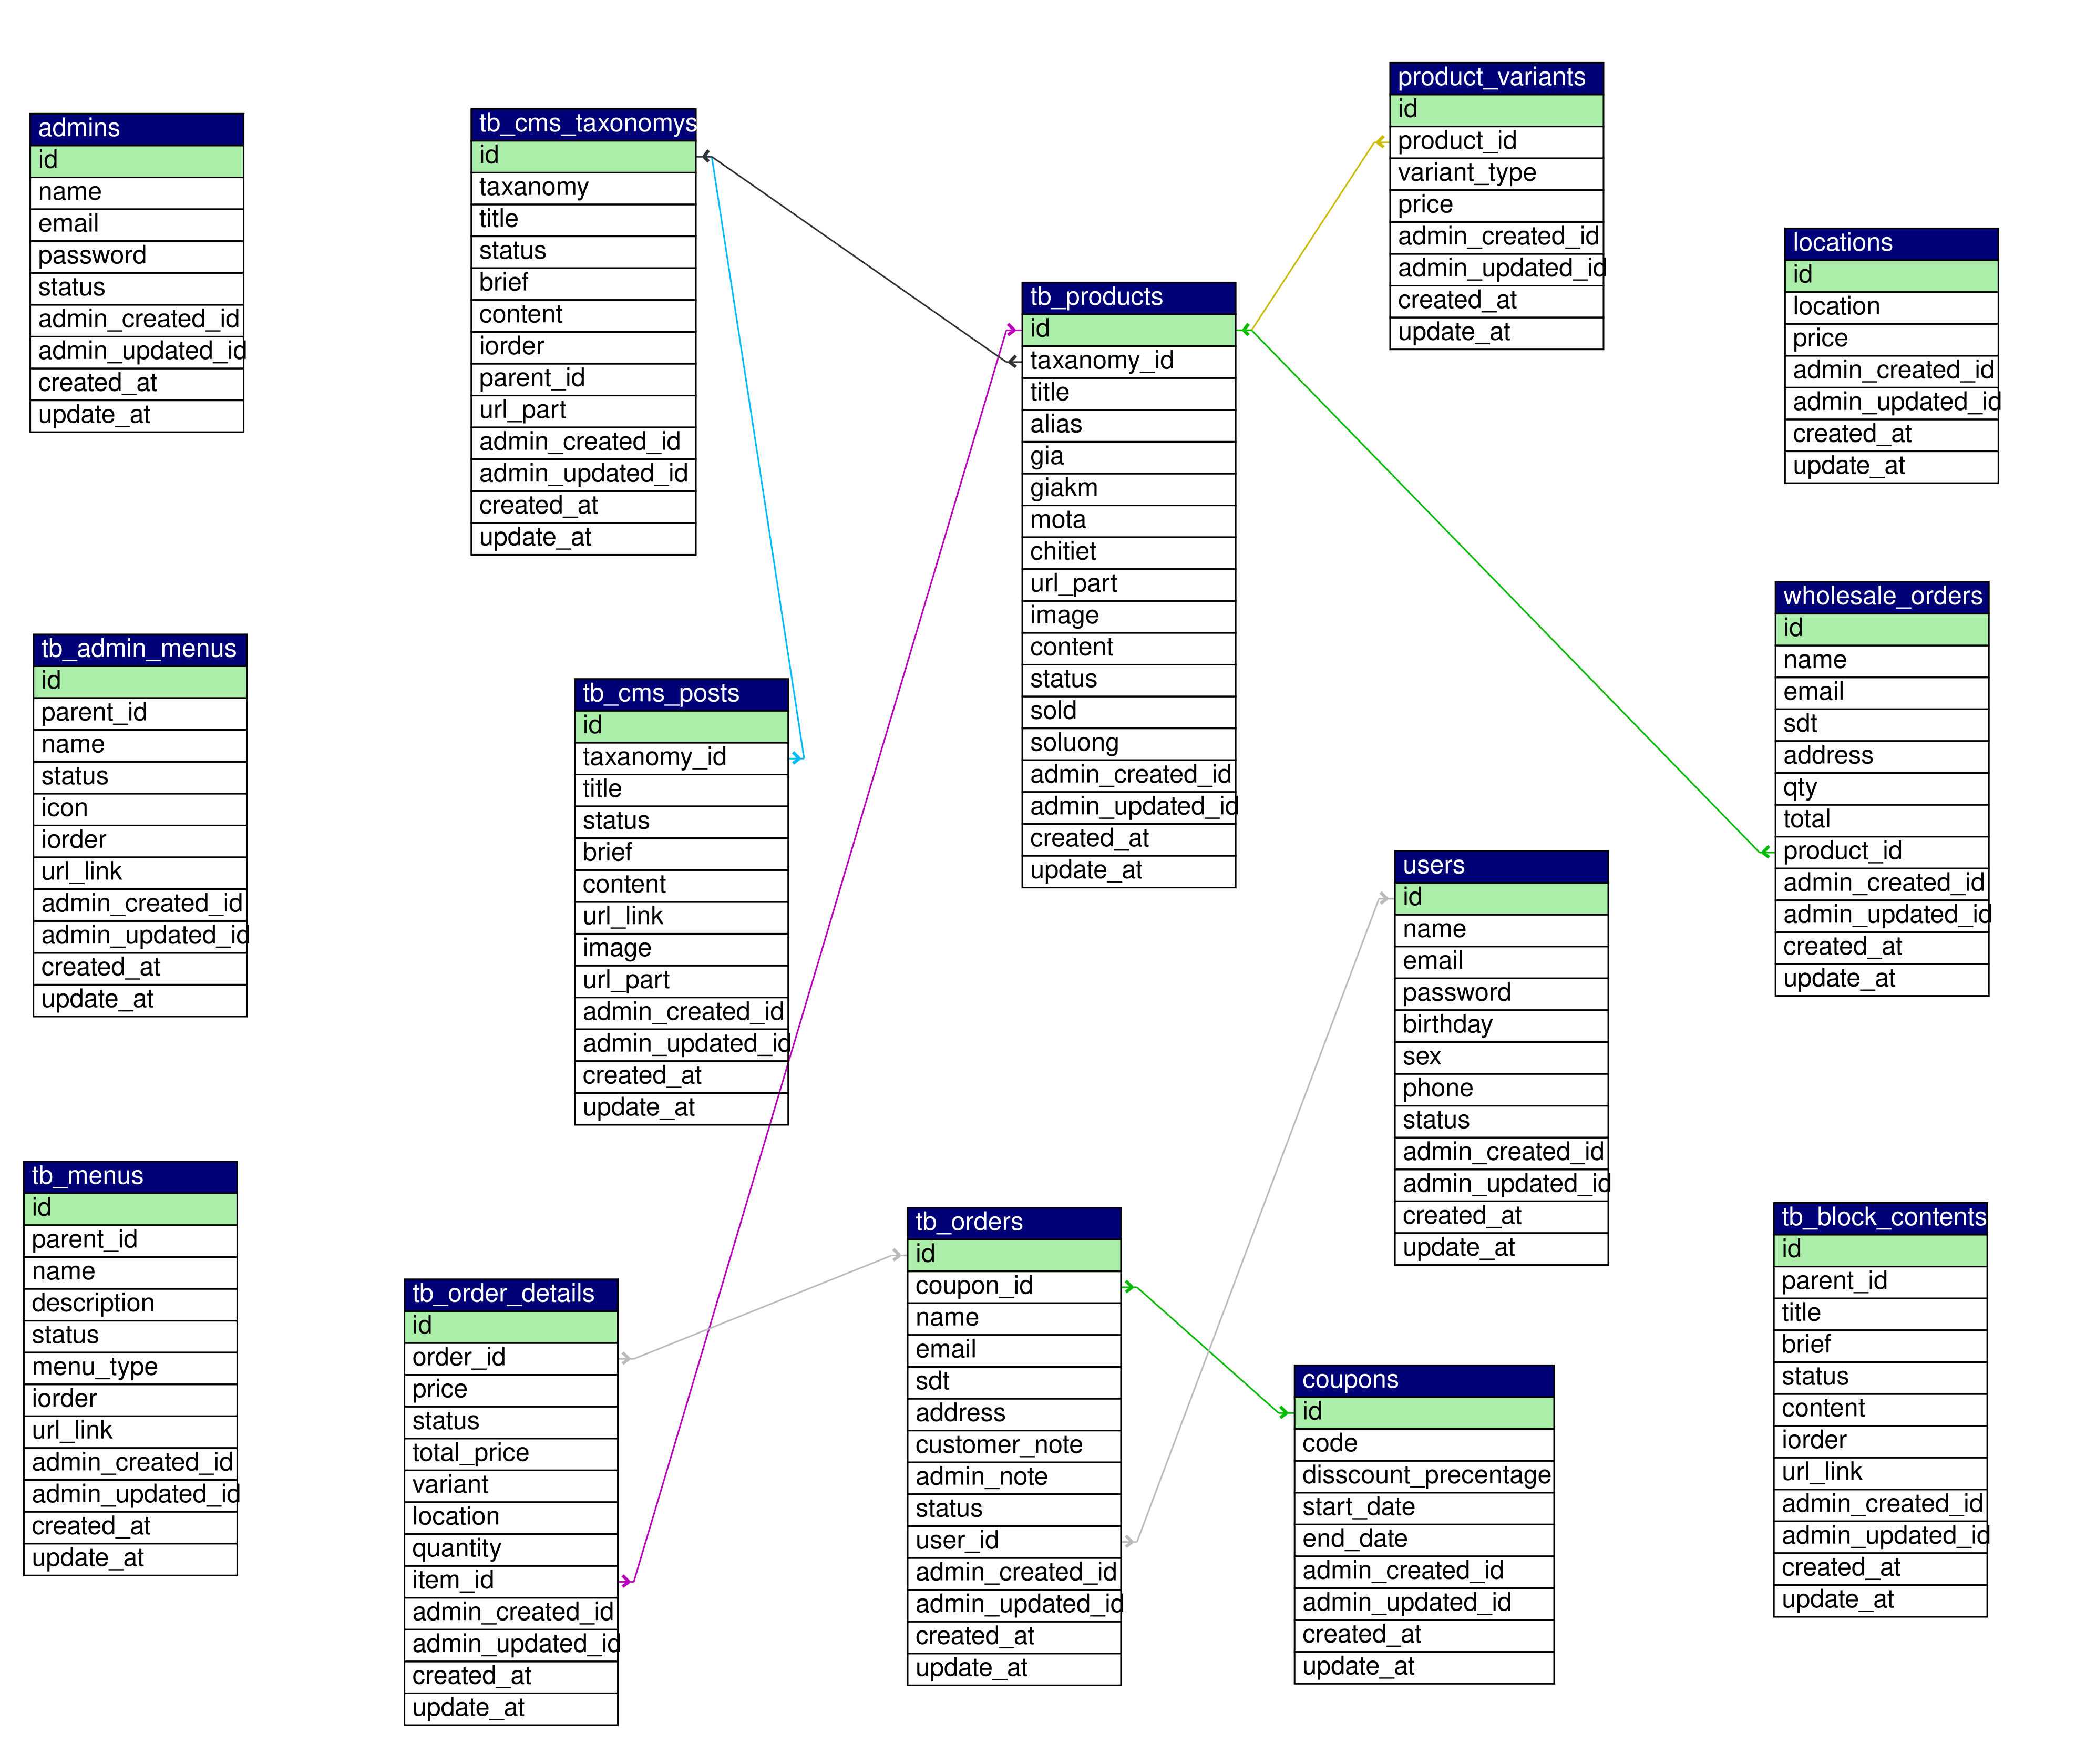 admins
id
name
email
password
status
admin_created_id
admin_updated_id
created_at
update_at
tb_cms_taxonomys
id
taxanomy
title
status
brief
content
iorder
parent_id
url_part
admin_created_id
admin_updated_id
created_at
update_at
tb_products
id
taxanomy_id
title
alias
gia
giakm
mota
chitiet
url_part
image
content
status
sold
soluong
admin_created_id
admin_updated_id
created_at
update_at
product_variants
id
product_id
variant_type
price
admin_created_id
admin_updated_id
created_at
update_at
locations
id
location
price
admin_created_id
admin_updated_id
created_at
update_at
tb_admin_menus
id
parent_id
name
status
icon
iorder
url_link
admin_created_id
admin_updated_id
created_at
update_at
tb_cms_posts
id
taxanomy_id
title
status
brief
content
url_link
image
url_part
admin_created_id
admin_updated_id
created_at
update_at
users
id
name
email
password
birthday
sex
phone
status
admin_created_id
admin_updated_id
created_at
update_at
wholesale_orders
id
name
email
sdt
address
qty
total
product_id
admin_created_id
admin_updated_id
created_at
update_at
tb_menus
id
parent_id
name
description
status
menu_type
iorder
url_link
admin_created_id
admin_updated_id
created_at
update_at
tb_order_details
id
order_id
price
status
total_price
variant
location
quantity
item_id
admin_created_id
admin_updated_id
created_at
update_at
tb_orders
id
coupon_id
name
email
sdt
address
customer_note
admin_note
status
user_id
admin_created_id
admin_updated_id
created_at
update_at
coupons
id
code
disscount_precentage
start_date
end_date
admin_created_id
admin_updated_id
created_at
update_at
tb_block_contents
id
parent_id
title
brief
status
content
iorder
url_link
admin_created_id
admin_updated_id
created_at
update_at